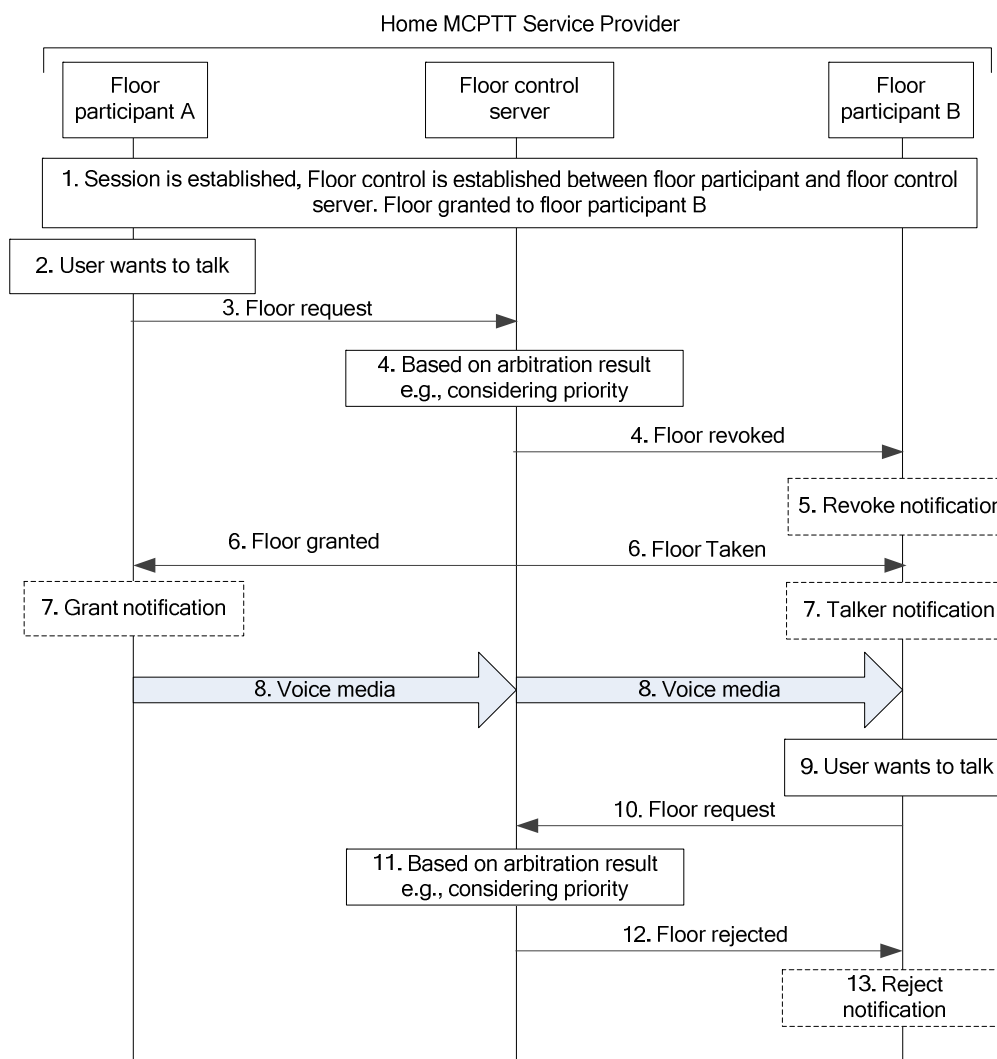 Home MCPTT Service Provider
Floor
participant A
Floor control
server
Floor
participant B
1. Session is established, Floor control is established between floor participant and floor control
server. Floor granted to floor participant B
2. User wants to talk
3. Floor request
4. Based on arbitration result
e.g., considering priority
4. Floor revoked
5. Revoke notification
6. Floor granted
6. Floor Taken
7. Grant notification
7. Talker notification
8. Voice media
8. Voice media
9. User wants to talk
10. Floor request
11. Based on arbitration result
e.g., considering priority
12. Floor rejected
13. Reject
notification